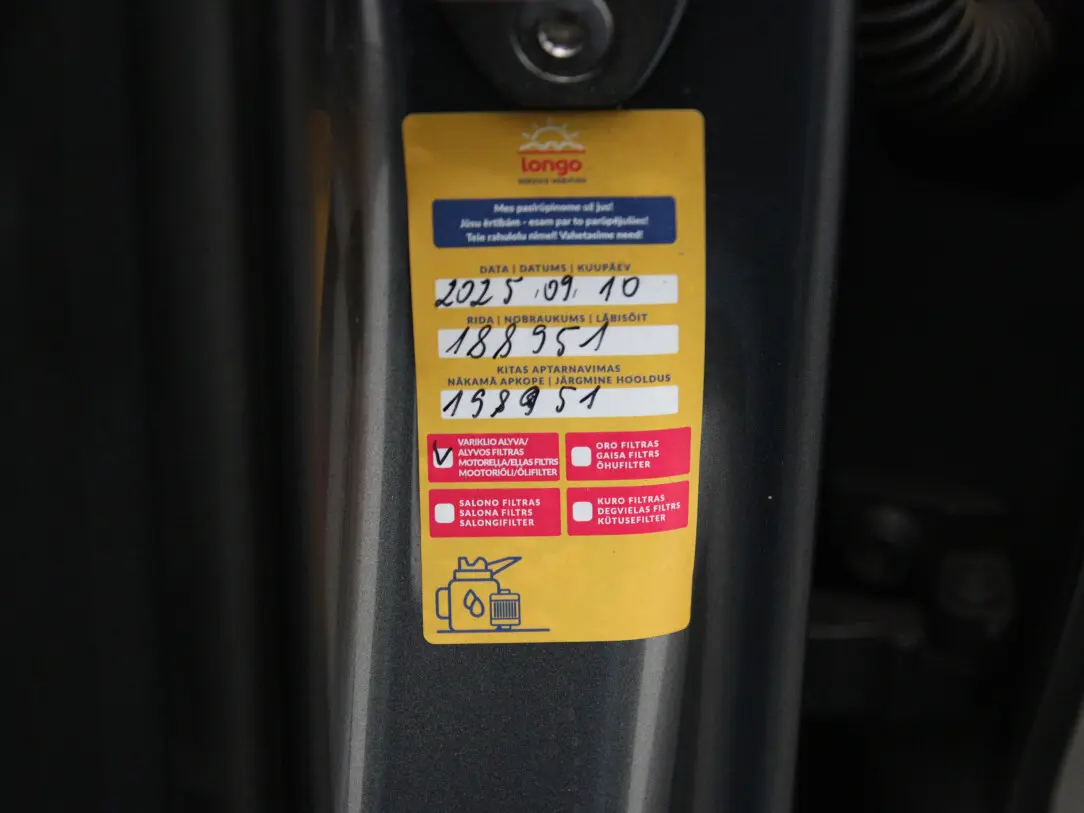 longo
Mes pasirūpinome už jus!
Jūsu ērtībām - esam par to parūpējušies!
Teie rahulolu nimel! Vahetasime need!
DATA | DATUMS | KUUPÄEV
2025.09.10
RIDA | NOBRAUKUMS | LÄBISÕIT
188951
KITAS APTARNAVIMAS
NĀKAMĀ APKOPE | JÄRGMINE HOOLDUS
198951
VARIKLIO ALYVA/
ALYVOS FILTRAS
MOTOREĻĻA/EĻĻAS FILTRS
MOOTORIÕLI/ÕLIFILTER
ORO FILTRAS
GAISA FILTRS
ÕHUFILTER
SALONO FILTRAS
SALONA FILTRS
SALONGIFILTER
KURO FILTRAS
DEGVIELAS FILTRS
KÜTUSEFILTER